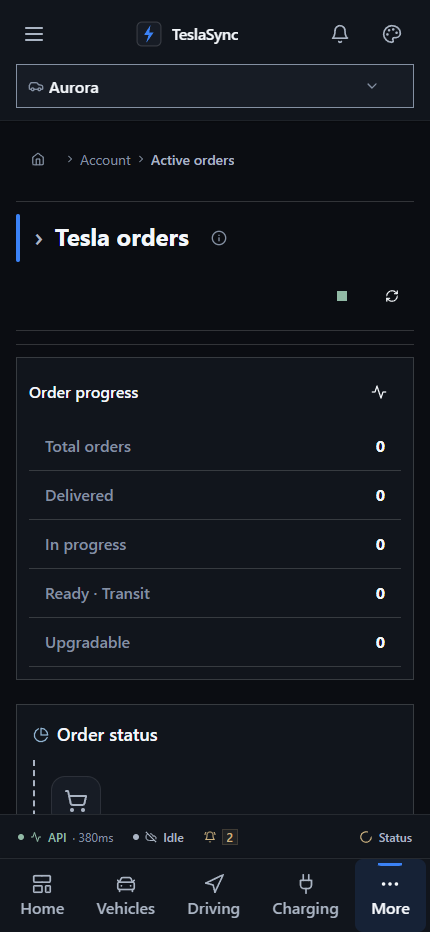 TeslaSync
Aurora
Account
Active orders
Tesla orders
Order progress
Total orders 0
Delivered 0
In progress 0
Ready · Transit 0
Upgradable 0
Order status
API · 380ms Idle 2 Status
Home Vehicles Driving Charging More